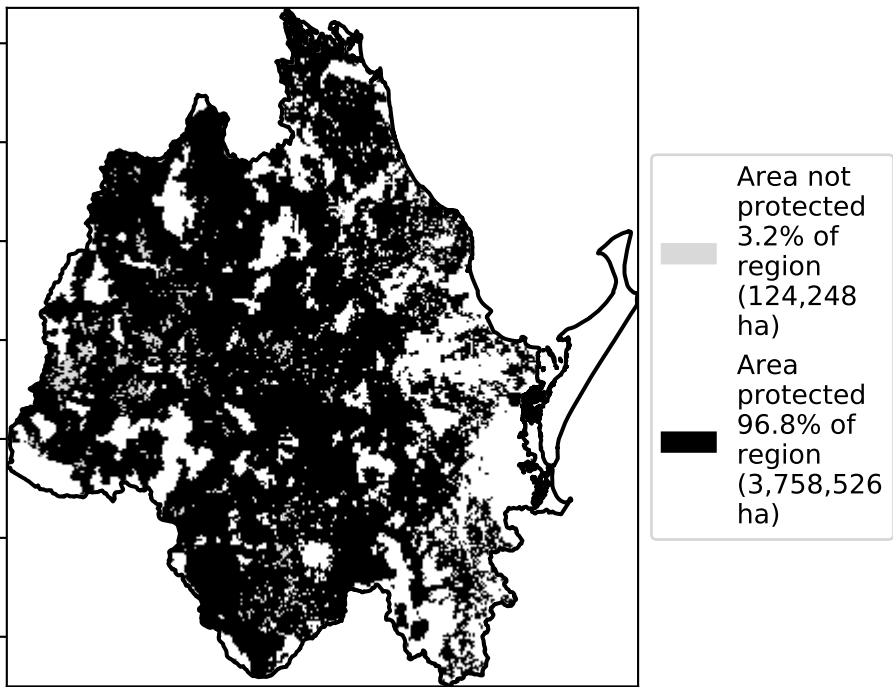 Area not
protected
3.2% of
region
(124,248
ha)
Area
protected
96.8% of
region
(3,758,526
ha)